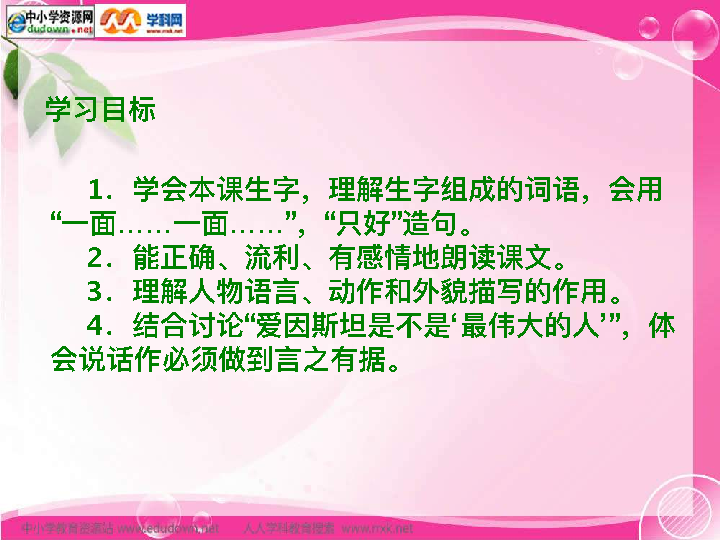 中小学资源网
dudown.net
学科网
www.nxk.net
学习目标
1．学会本课生字，理解生字组成的词语，会用
“一面……一面……”，“只好”造句。
2．能正确、流利、有感情地朗读课文。
3．理解人物语言、动作和外貌描写的作用。
4．结合讨论“爱因斯坦是不是‘最伟大的人’”，体
会说话作必须做到言之有据。
中小学教育资源站 www.edudown.net 人人学科教育搜索 www.nxk.net